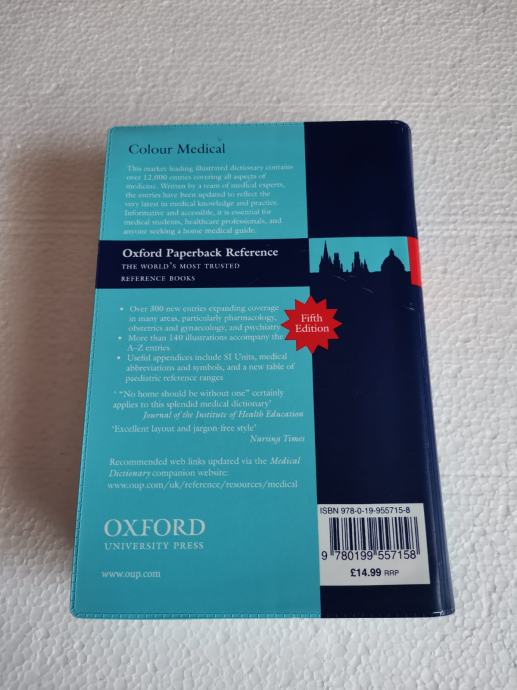 Colour Medical
This market leading illustrated dictionary contains
over 12,000 entries covering all aspects of
medicine. Written by a team of medical experts,
the entries have been updated to reflect the
very latest in medical knowledge and practice.
Informative and accessible, it is essential for
medical students, healthcare professionals, and
anyone seeking a home medical guide.
Oxford Paperback Reference
THE WORLD'S MOST TRUSTED
REFERENCE BOOKS
• Over 300 new entries expanding coverage
in many areas, particularly pharmacology,
obstetrics and gynaecology, and psychiatry
• More than 140 illustrations accompany the
A–Z entries
• Useful appendices include SI Units, medical
abbreviations and symbols, and a new table of
paediatric reference ranges
Fifth
Edition
' "No home should be without one" certainly
applies to this splendid medical dictionary'
Journal of the Institute of Health Education
'Excellent layout and jargon-free style'
Nursing Times
Recommended web links updated via the Medical
Dictionary companion website:
www.oup.com/uk/reference/resources/medical
OXFORD
UNIVERSITY PRESS
www.oup.com
ISBN 978-0-19-955715-8
9 780199 557158
£14.99 RRP